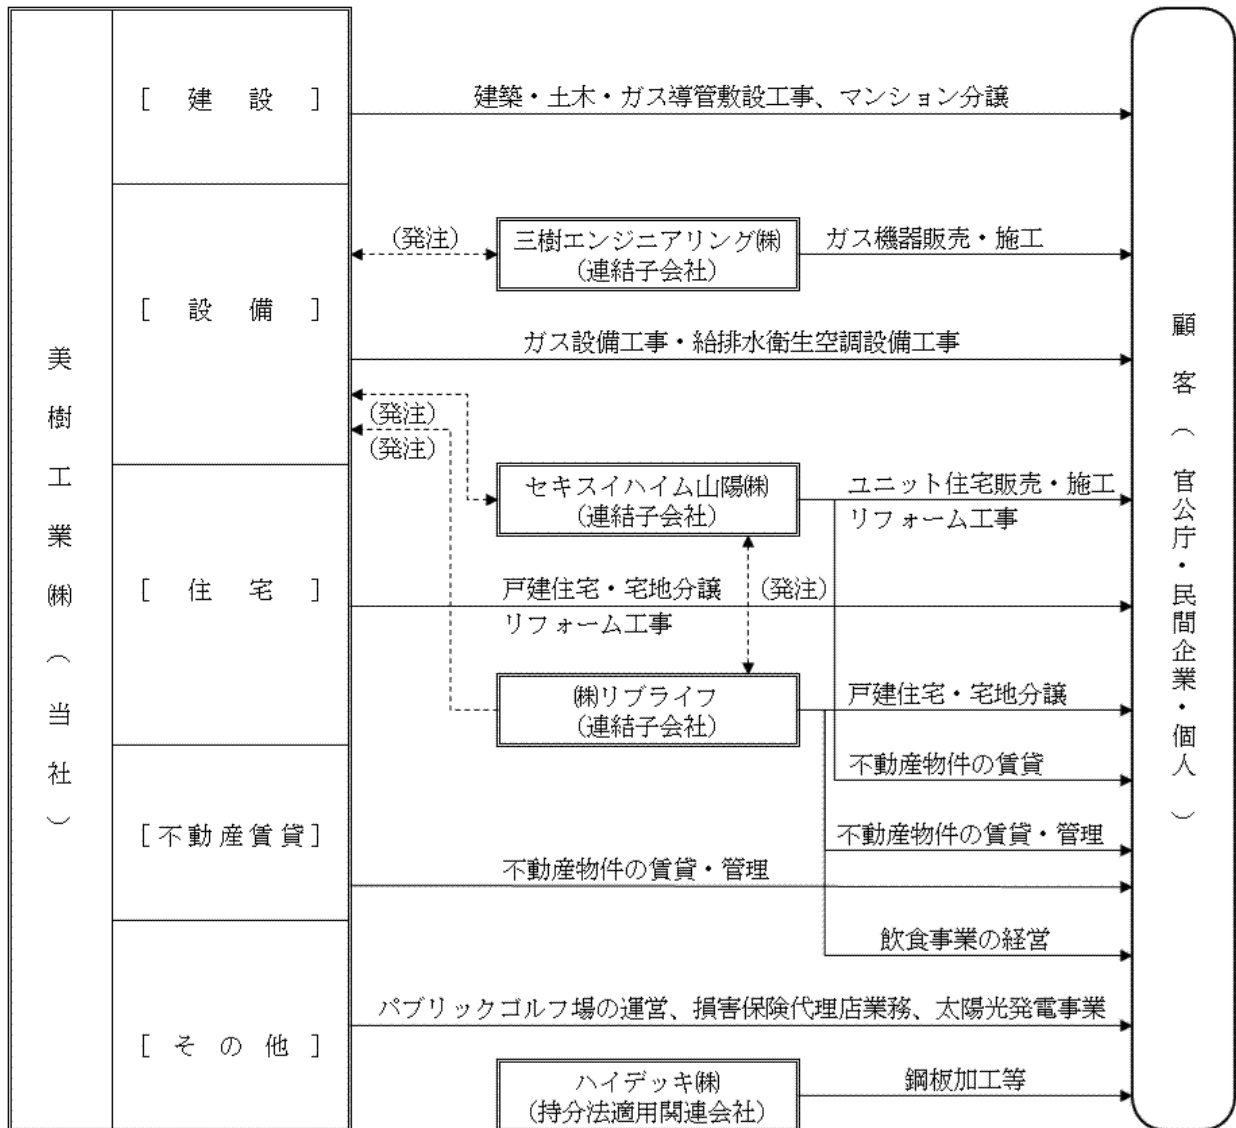 美樹工業㈱（当社）
[建設]
建築・土木・ガス導管敷設工事、マンション分譲
[設備]
（発注）
三樹エンジニアリング㈱
（連結子会社）
ガス機器販売・施工
ガス設備工事・給排水衛生空調設備工事
（発注）
（発注）
[住宅]
セキスイハイム山陽㈱
（連結子会社）
ユニット住宅販売・施工
リフォーム工事
戸建住宅・宅地分譲
リフォーム工事
（発注）
㈱リブライフ
（連結子会社）
戸建住宅・宅地分譲
不動産物件の賃貸
[不動産賃貸]
不動産物件の賃貸・管理
不動産物件の賃貸・管理
飲食事業の経営
[その他]
パブリックゴルフ場の運営、損害保険代理店業務、太陽光発電事業
ハイデッキ㈱
（持分法適用関連会社）
鋼板加工等
顧客（官公庁・民間企業・個人）